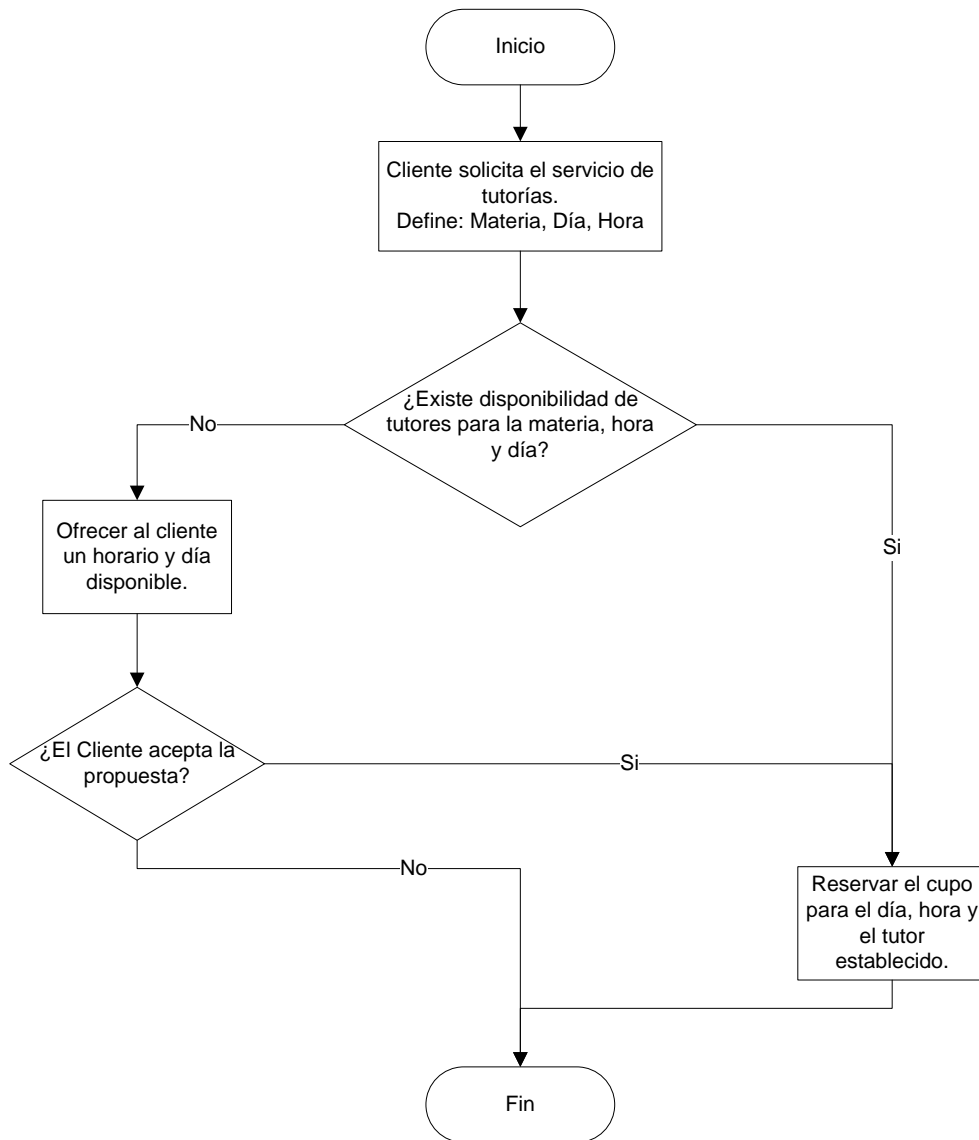 Inicio
Cliente solicita el servicio de
tutorías.
Define: Materia, Día, Hora
¿Existe disponibilidad de
tutores para la materia, hora
y día?
No
Si
Ofrecer al cliente
un horario y día
disponible.
¿El Cliente acepta la
propuesta?
Si
No
Reservar el cupo
para el día, hora y
el tutor
establecido.
Fin